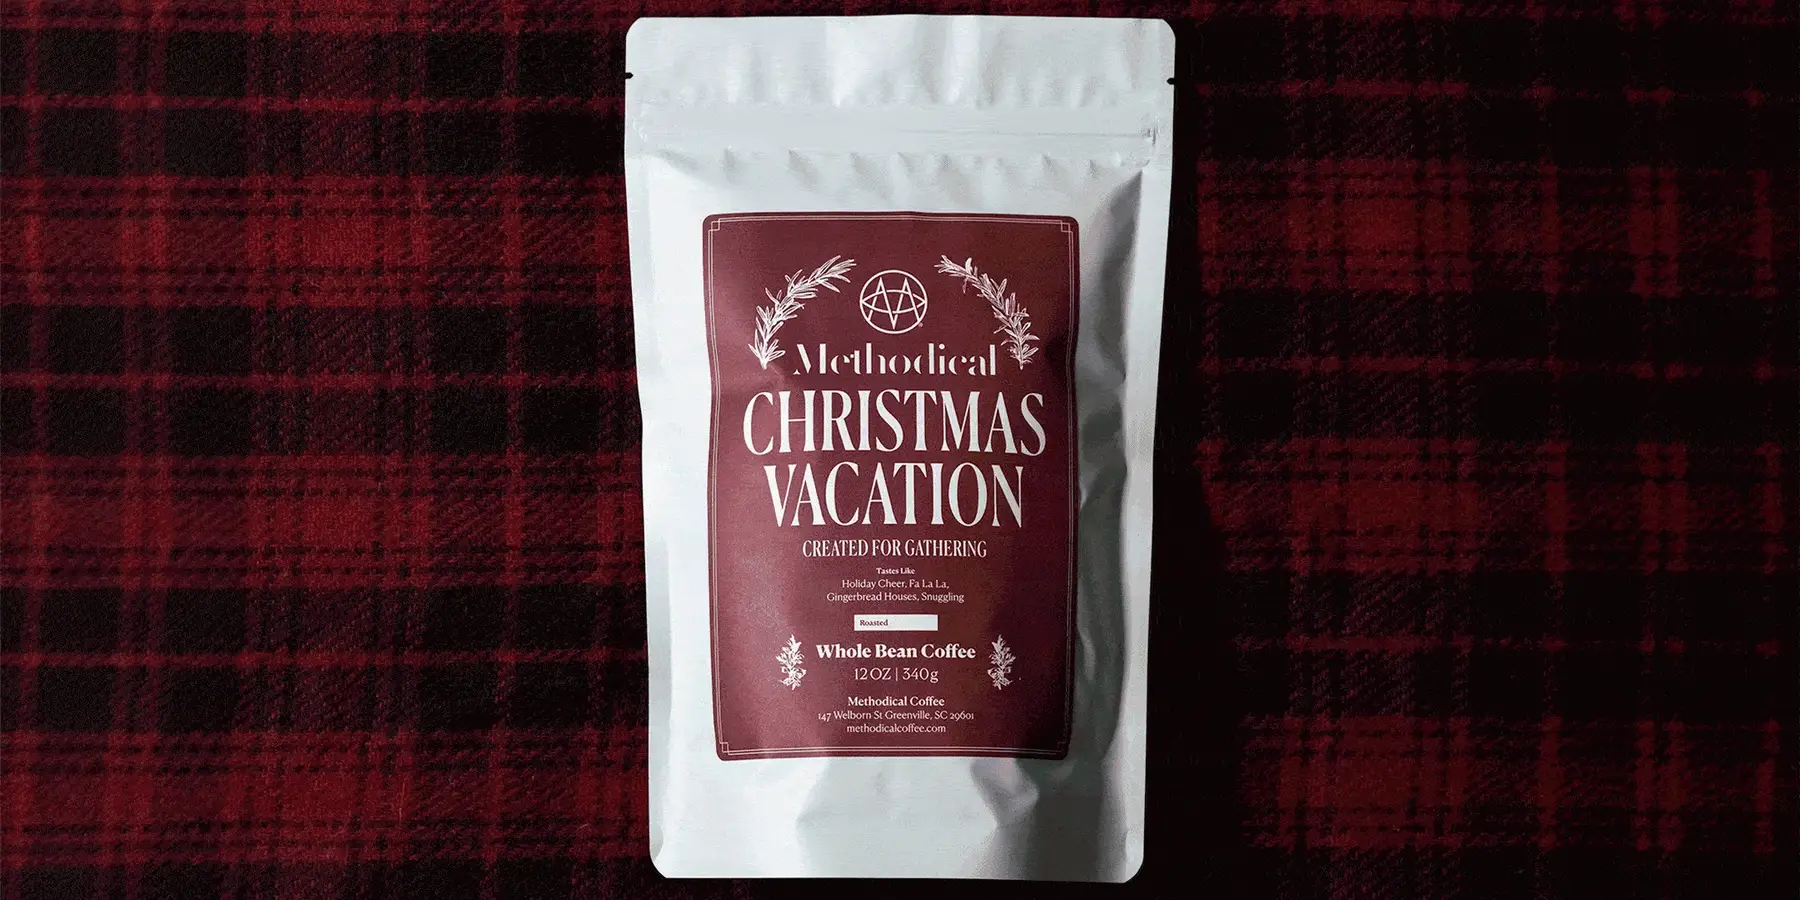 Methodical
CHRISTMAS
VACATION
CREATED FOR GATHERING
Tastes Like
Holiday Cheer, Fa La La,
Gingerbread Houses, Snuggling
Roasted
Whole Bean Coffee
12 OZ | 340g
Methodical Coffee
147 Welborn St Greenville, SC 29601
methodicalcoffee.com